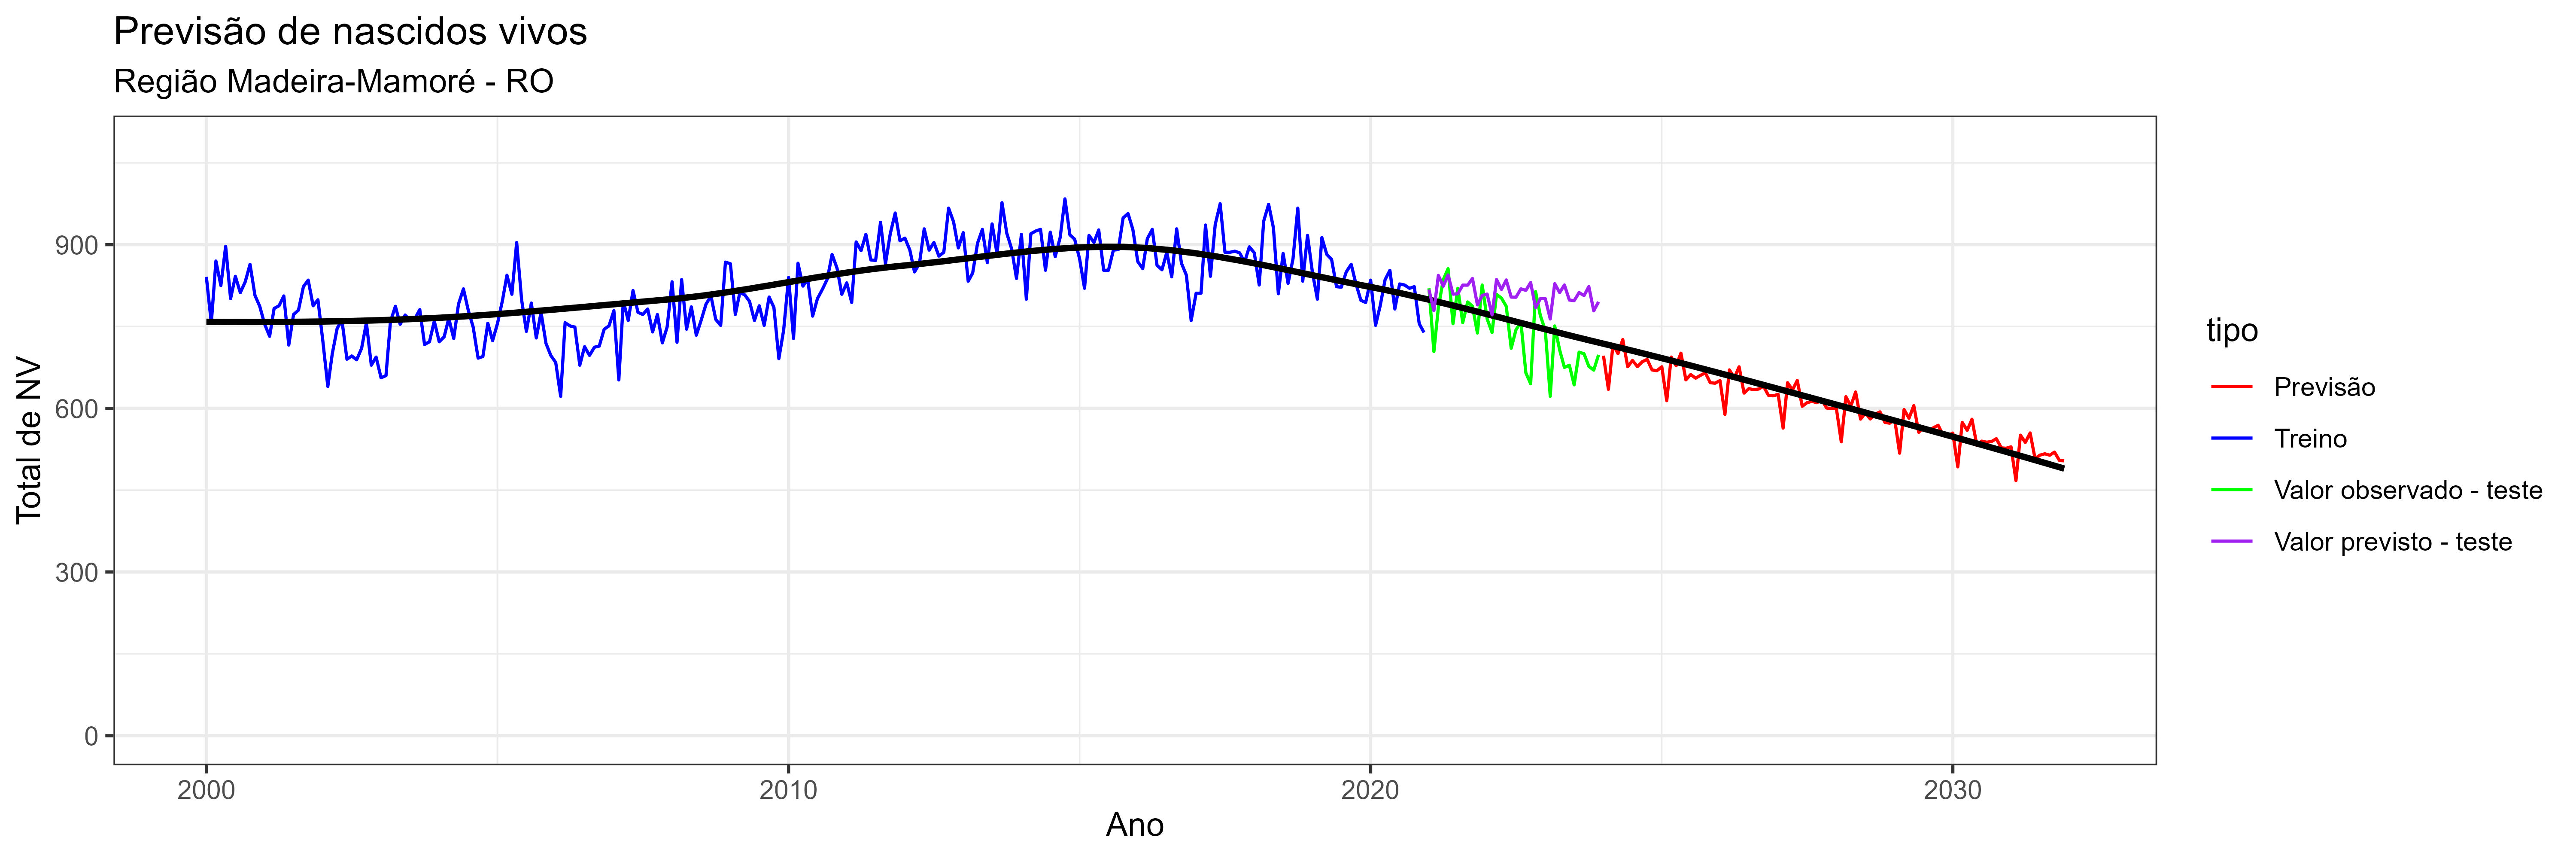 Previsão de nascidos vivos
Região Madeira-Mamoré - RO
Total de NV
900
600
300
0
2000
2010
2020
2030
Ano
tipo
Previsão
Treino
Valor observado - teste
Valor previsto - teste